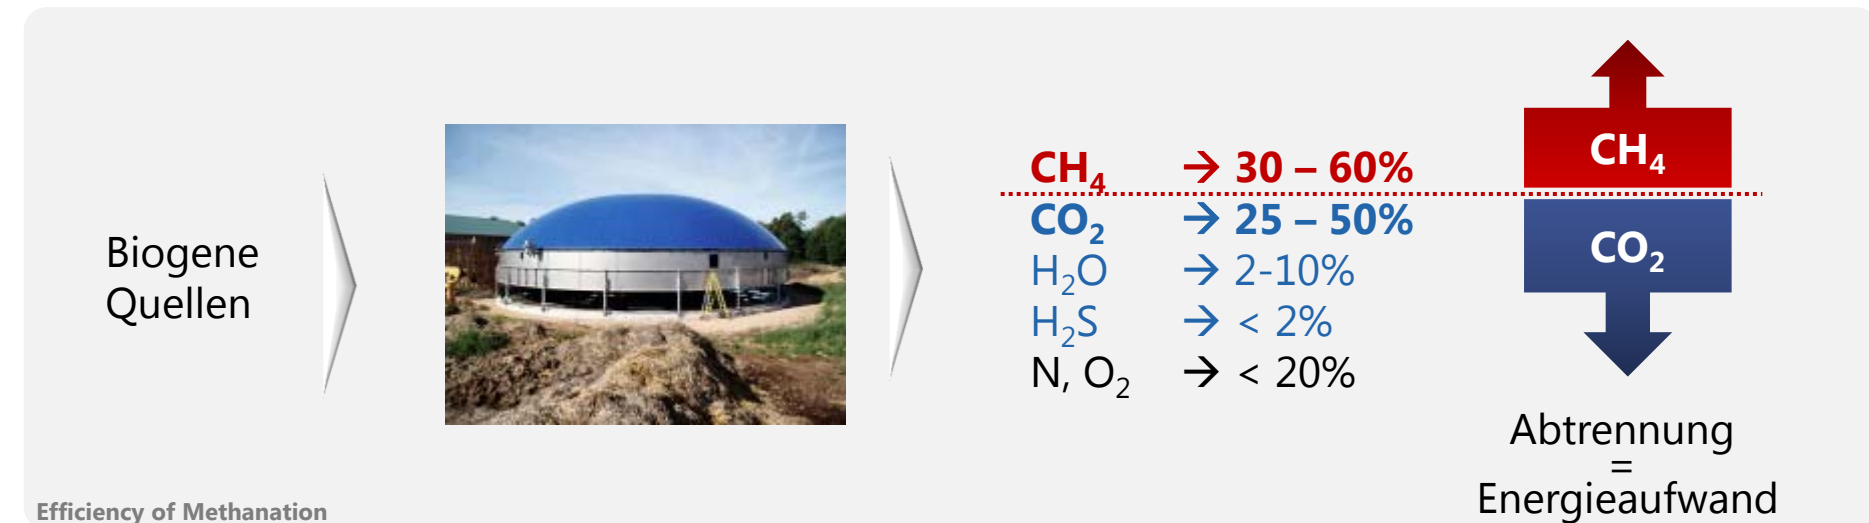 Biogene
Quellen
CH₄ → 30 – 60%
CO₂ → 25 – 50%
H₂O → 2-10%
H₂S → < 2%
N, O₂ → < 20%
CH₄
CO₂
Abtrennung
=
Energieaufwand
Efficiency of Methanation